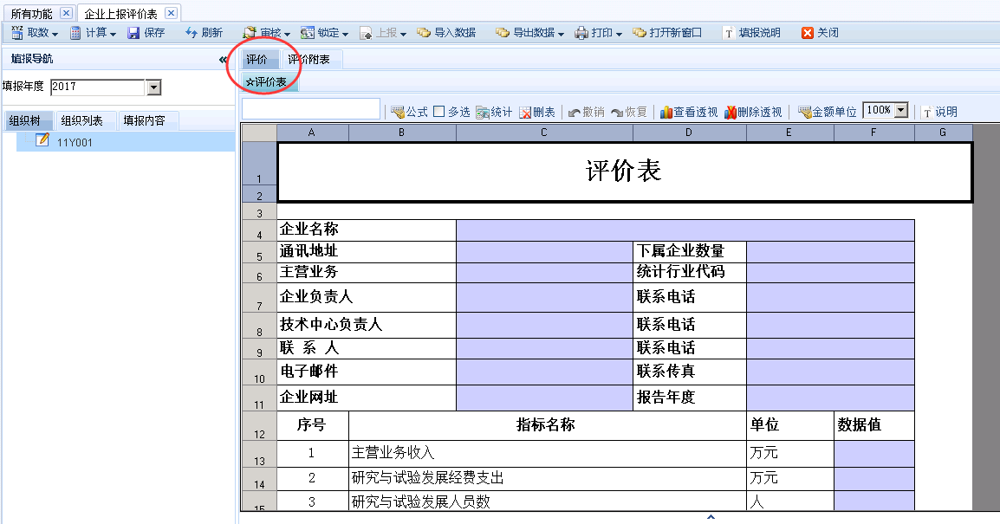 所有功能 企业上报评价表
取数 计算 保存 刷新 审核 锁定 上报 导入数据 导出数据 打印 打开新窗口 T 填报说明 关闭
填报导航 « 评价 评价附表
填报年度 2017 ☆评价表
公式 多选 统计 删表 撤销 恢复 查看透视 删除透视 金额单位 100% T 说明
组织树 组织列表 填报内容
11Y001
A B C D E F G
1 评价表
2
3
4 企业名称
5 通讯地址 下属企业数量
6 主营业务 统计行业代码
7 企业负责人 联系电话
8 技术中心负责人 联系电话
9 联 系 人 联系电话
10 电子邮件 联系传真
11 企业网址 报告年度
12 序号 指标名称 单位 数据值
13 1 主营业务收入 万元
14 2 研究与试验发展经费支出 万元
15 3 研究与试验发展人员数 人